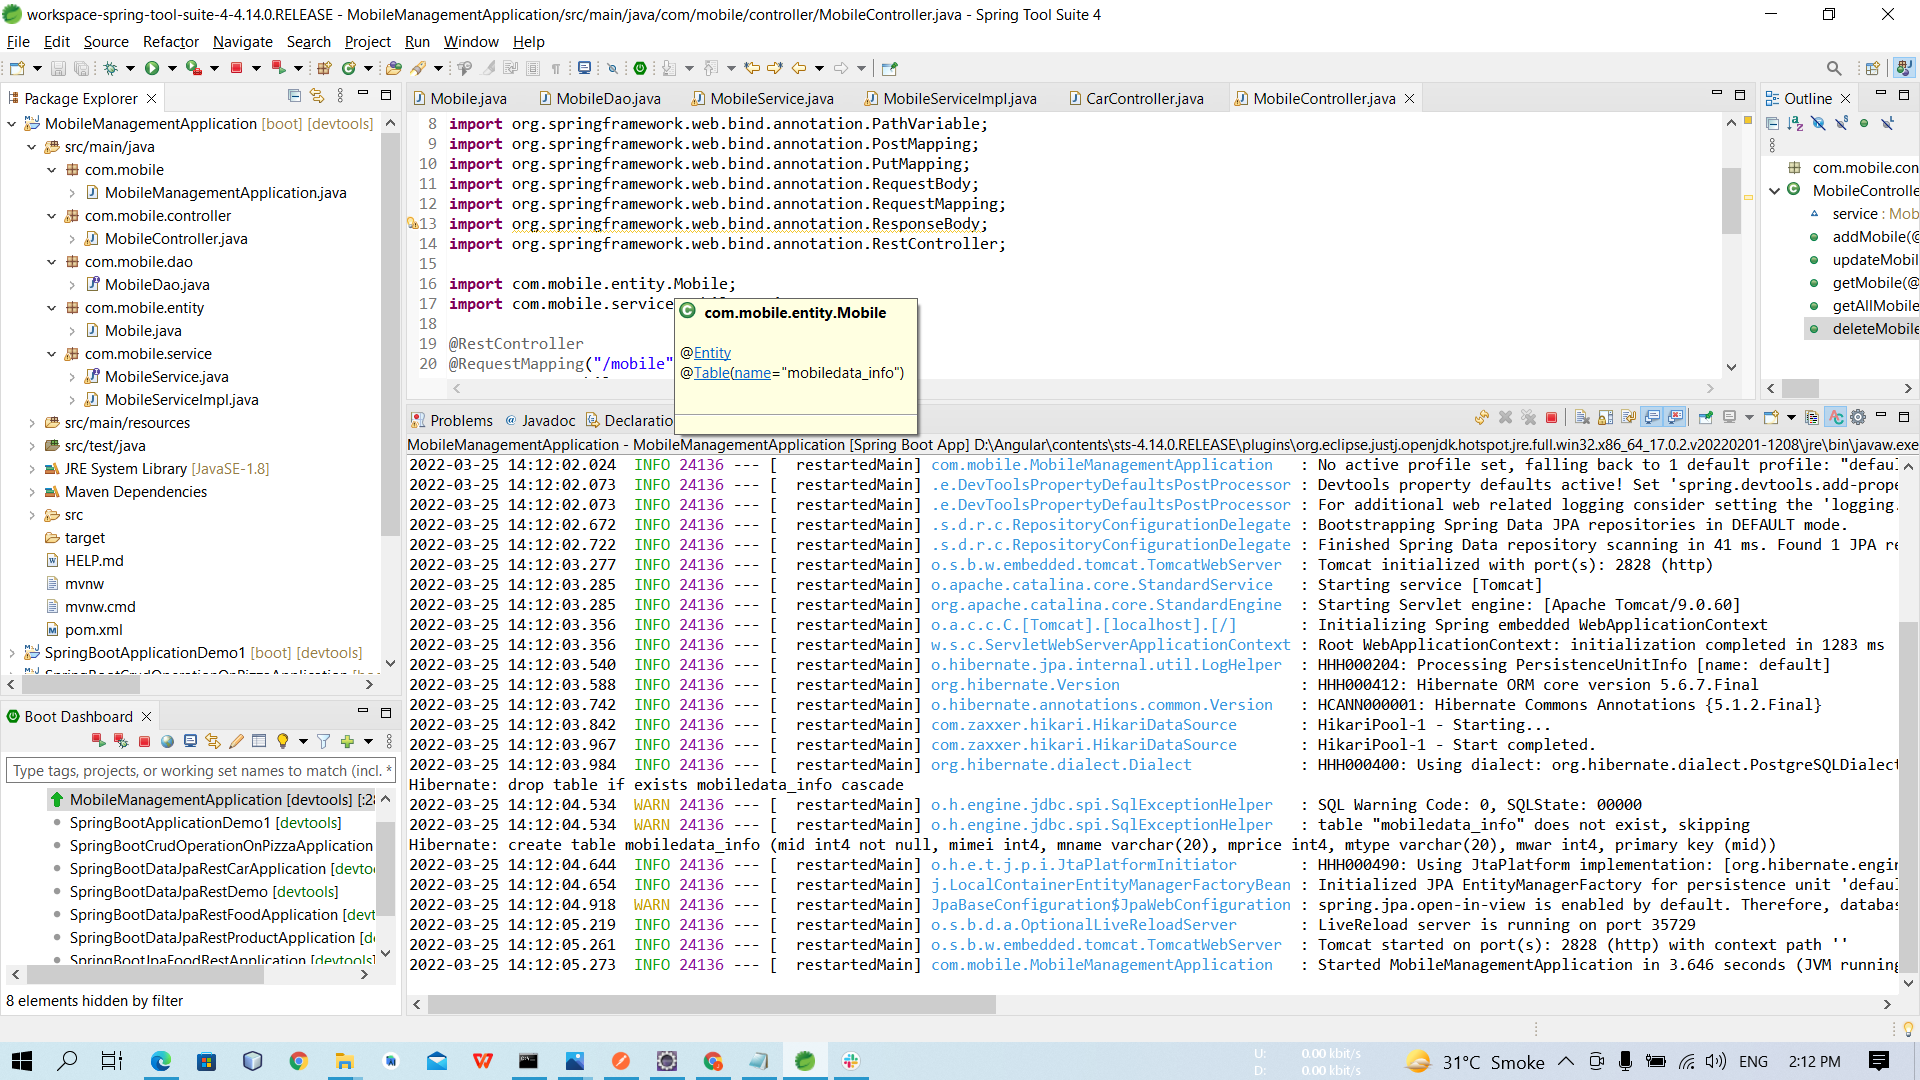 workspace-spring-tool-suite-4-4.14.0.RELEASE - MobileManagementApplication/src/main/java/com/mobile/controller/MobileController.java - Spring Tool Suite 4
File Edit Source Refactor Navigate Search Project Run Window Help
Package Explorer
MobileManagementApplication [boot] [devtools]
src/main/java
com.mobile
MobileManagementApplication.java
com.mobile.controller
MobileController.java
com.mobile.dao
MobileDao.java
com.mobile.entity
Mobile.java
com.mobile.service
MobileService.java
MobileServiceImpl.java
src/main/resources
src/test/java
JRE System Library [JavaSE-1.8]
Maven Dependencies
src
target
HELP.md
mvnw
mvnw.cmd
pom.xml
SpringBootApplicationDemo1 [boot] [devtools]
Boot Dashboard
Type tags, projects, or working set names to match (incl. *
MobileManagementApplication [devtools] [:28
SpringBootApplicationDemo1 [devtools]
SpringBootCrudOperationOnPizzaApplication
SpringBootDataJpaRestCarApplication [devto
SpringBootDataJpaRestDemo [devtools]
SpringBootDataJpaRestFoodApplication [dev
SpringBootDataJpaRestProductApplication [d
SpringBootJpaFoodRestApplication [devtools]
8 elements hidden by filter
Mobile.java MobileDao.java MobileService.java MobileServiceImpl.java CarController.java MobileController.java
8 import org.springframework.web.bind.annotation.PathVariable;
9 import org.springframework.web.bind.annotation.PostMapping;
10 import org.springframework.web.bind.annotation.PutMapping;
11 import org.springframework.web.bind.annotation.RequestBody;
12 import org.springframework.web.bind.annotation.RequestMapping;
13 import org.springframework.web.bind.annotation.ResponseBody;
14 import org.springframework.web.bind.annotation.RestController;
15
16 import com.mobile.entity.Mobile;
17 import com.mobile.service
18
19 @RestController
20 @RequestMapping("/mobile"
com.mobile.entity.Mobile
@Entity
@Table(name="mobiledata_info")
Outline
com.mobile.con
MobileControlle
service : Mob
addMobile(@
updateMobil
getMobile(@
getAllMobile
deleteMobile
Problems Javadoc Declaratio
MobileManagementApplication - MobileManagementApplication [Spring Boot App] D:\Angular\contents\sts-4.14.0.RELEASE\plugins\org.eclipse.justj.openjdk.hotspot.jre.full.win32.x86_64_17.0.2.v20220201-1208\jre\bin\javaw.exe
2022-03-25 14:12:02.024 INFO 24136 --- [ restartedMain] com.mobile.MobileManagementApplication : No active profile set, falling back to 1 default profile: "defau
2022-03-25 14:12:02.073 INFO 24136 --- [ restartedMain] .e.DevToolsPropertyDefaultsPostProcessor : Devtools property defaults active! Set 'spring.devtools.add-prope
2022-03-25 14:12:02.073 INFO 24136 --- [ restartedMain] .e.DevToolsPropertyDefaultsPostProcessor : For additional web related logging consider setting the 'logging.
2022-03-25 14:12:02.672 INFO 24136 --- [ restartedMain] .s.d.r.c.RepositoryConfigurationDelegate : Bootstrapping Spring Data JPA repositories in DEFAULT mode.
2022-03-25 14:12:02.722 INFO 24136 --- [ restartedMain] .s.d.r.c.RepositoryConfigurationDelegate : Finished Spring Data repository scanning in 41 ms. Found 1 JPA re
2022-03-25 14:12:03.277 INFO 24136 --- [ restartedMain] o.s.b.w.embedded.tomcat.TomcatWebServer : Tomcat initialized with port(s): 2828 (http)
2022-03-25 14:12:03.285 INFO 24136 --- [ restartedMain] o.apache.catalina.core.StandardService : Starting service [Tomcat]
2022-03-25 14:12:03.285 INFO 24136 --- [ restartedMain] org.apache.catalina.core.StandardEngine : Starting Servlet engine: [Apache Tomcat/9.0.60]
2022-03-25 14:12:03.356 INFO 24136 --- [ restartedMain] o.a.c.c.C.[Tomcat].[localhost].[/] : Initializing Spring embedded WebApplicationContext
2022-03-25 14:12:03.356 INFO 24136 --- [ restartedMain] w.s.c.ServletWebServerApplicationContext : Root WebApplicationContext: initialization completed in 1283 ms
2022-03-25 14:12:03.540 INFO 24136 --- [ restartedMain] o.hibernate.jpa.internal.util.LogHelper : HHH000204: Processing PersistenceUnitInfo [name: default]
2022-03-25 14:12:03.588 INFO 24136 --- [ restartedMain] org.hibernate.Version : HHH000412: Hibernate ORM core version 5.6.7.Final
2022-03-25 14:12:03.742 INFO 24136 --- [ restartedMain] o.hibernate.annotations.common.Version : HCANN000001: Hibernate Commons Annotations {5.1.2.Final}
2022-03-25 14:12:03.842 INFO 24136 --- [ restartedMain] com.zaxxer.hikari.HikariDataSource : HikariPool-1 - Starting...
2022-03-25 14:12:03.967 INFO 24136 --- [ restartedMain] com.zaxxer.hikari.HikariDataSource : HikariPool-1 - Start completed.
2022-03-25 14:12:03.984 INFO 24136 --- [ restartedMain] org.hibernate.dialect.Dialect : HHH000400: Using dialect: org.hibernate.dialect.PostgreSQLDialect
Hibernate: drop table if exists mobiledata_info cascade
2022-03-25 14:12:04.534 WARN 24136 --- [ restartedMain] o.h.engine.jdbc.spi.SqlExceptionHelper : SQL Warning Code: 0, SQLState: 00000
2022-03-25 14:12:04.534 WARN 24136 --- [ restartedMain] o.h.engine.jdbc.spi.SqlExceptionHelper : table "mobiledata_info" does not exist, skipping
Hibernate: create table mobiledata_info (mid int4 not null, mimei int4, mname varchar(20), mprice int4, mtype varchar(20), mwar int4, primary key (mid))
2022-03-25 14:12:04.644 INFO 24136 --- [ restartedMain] o.h.e.t.j.p.i.JtaPlatformInitiator : HHH000490: Using JtaPlatform implementation: [org.hibernate.engin
2022-03-25 14:12:04.654 INFO 24136 --- [ restartedMain] j.LocalContainerEntityManagerFactoryBean : Initialized JPA EntityManagerFactory for persistence unit 'defaul
2022-03-25 14:12:04.918 WARN 24136 --- [ restartedMain] JpaBaseConfiguration$JpaWebConfiguration : spring.jpa.open-in-view is enabled by default. Therefore, databas
2022-03-25 14:12:05.219 INFO 24136 --- [ restartedMain] o.s.b.d.a.OptionalLiveReloadServer : LiveReload server is running on port 35729
2022-03-25 14:12:05.261 INFO 24136 --- [ restartedMain] o.s.b.w.embedded.tomcat.TomcatWebServer : Tomcat started on port(s): 2828 (http) with context path ''
2022-03-25 14:12:05.273 INFO 24136 --- [ restartedMain] com.mobile.MobileManagementApplication : Started MobileManagementApplication in 3.646 seconds (JVM running
U: 0.00 kbit/s
D: 0.00 kbit/s
31°C Smoke ENG 2:12 PM